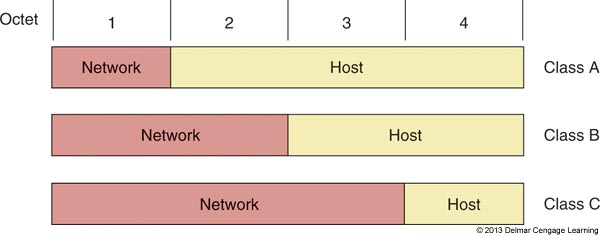 Octet 1 2 3 4
Network Host Class A
Network Host Class B
Network Host Class C
© 2013 Delmar Cengage Learning